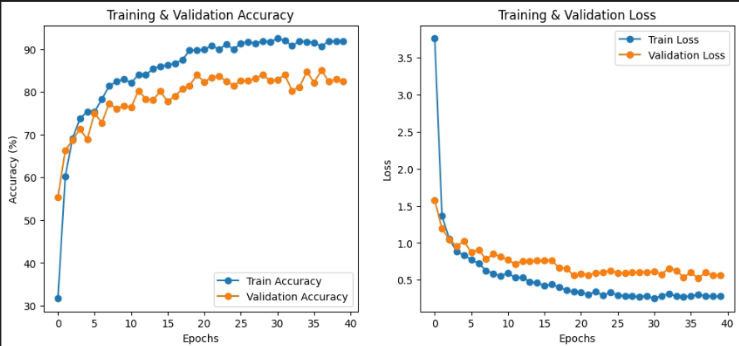 Training & Validation Accuracy
Accuracy (%)
90
80
70
60
50
40
30
Train Accuracy
Validation Accuracy
0 5 10 15 20 25 30 35 40
Epochs
Training & Validation Loss
Loss
3.5
3.0
2.5
2.0
1.5
1.0
0.5
Train Loss
Validation Loss
0 5 10 15 20 25 30 35 40
Epochs